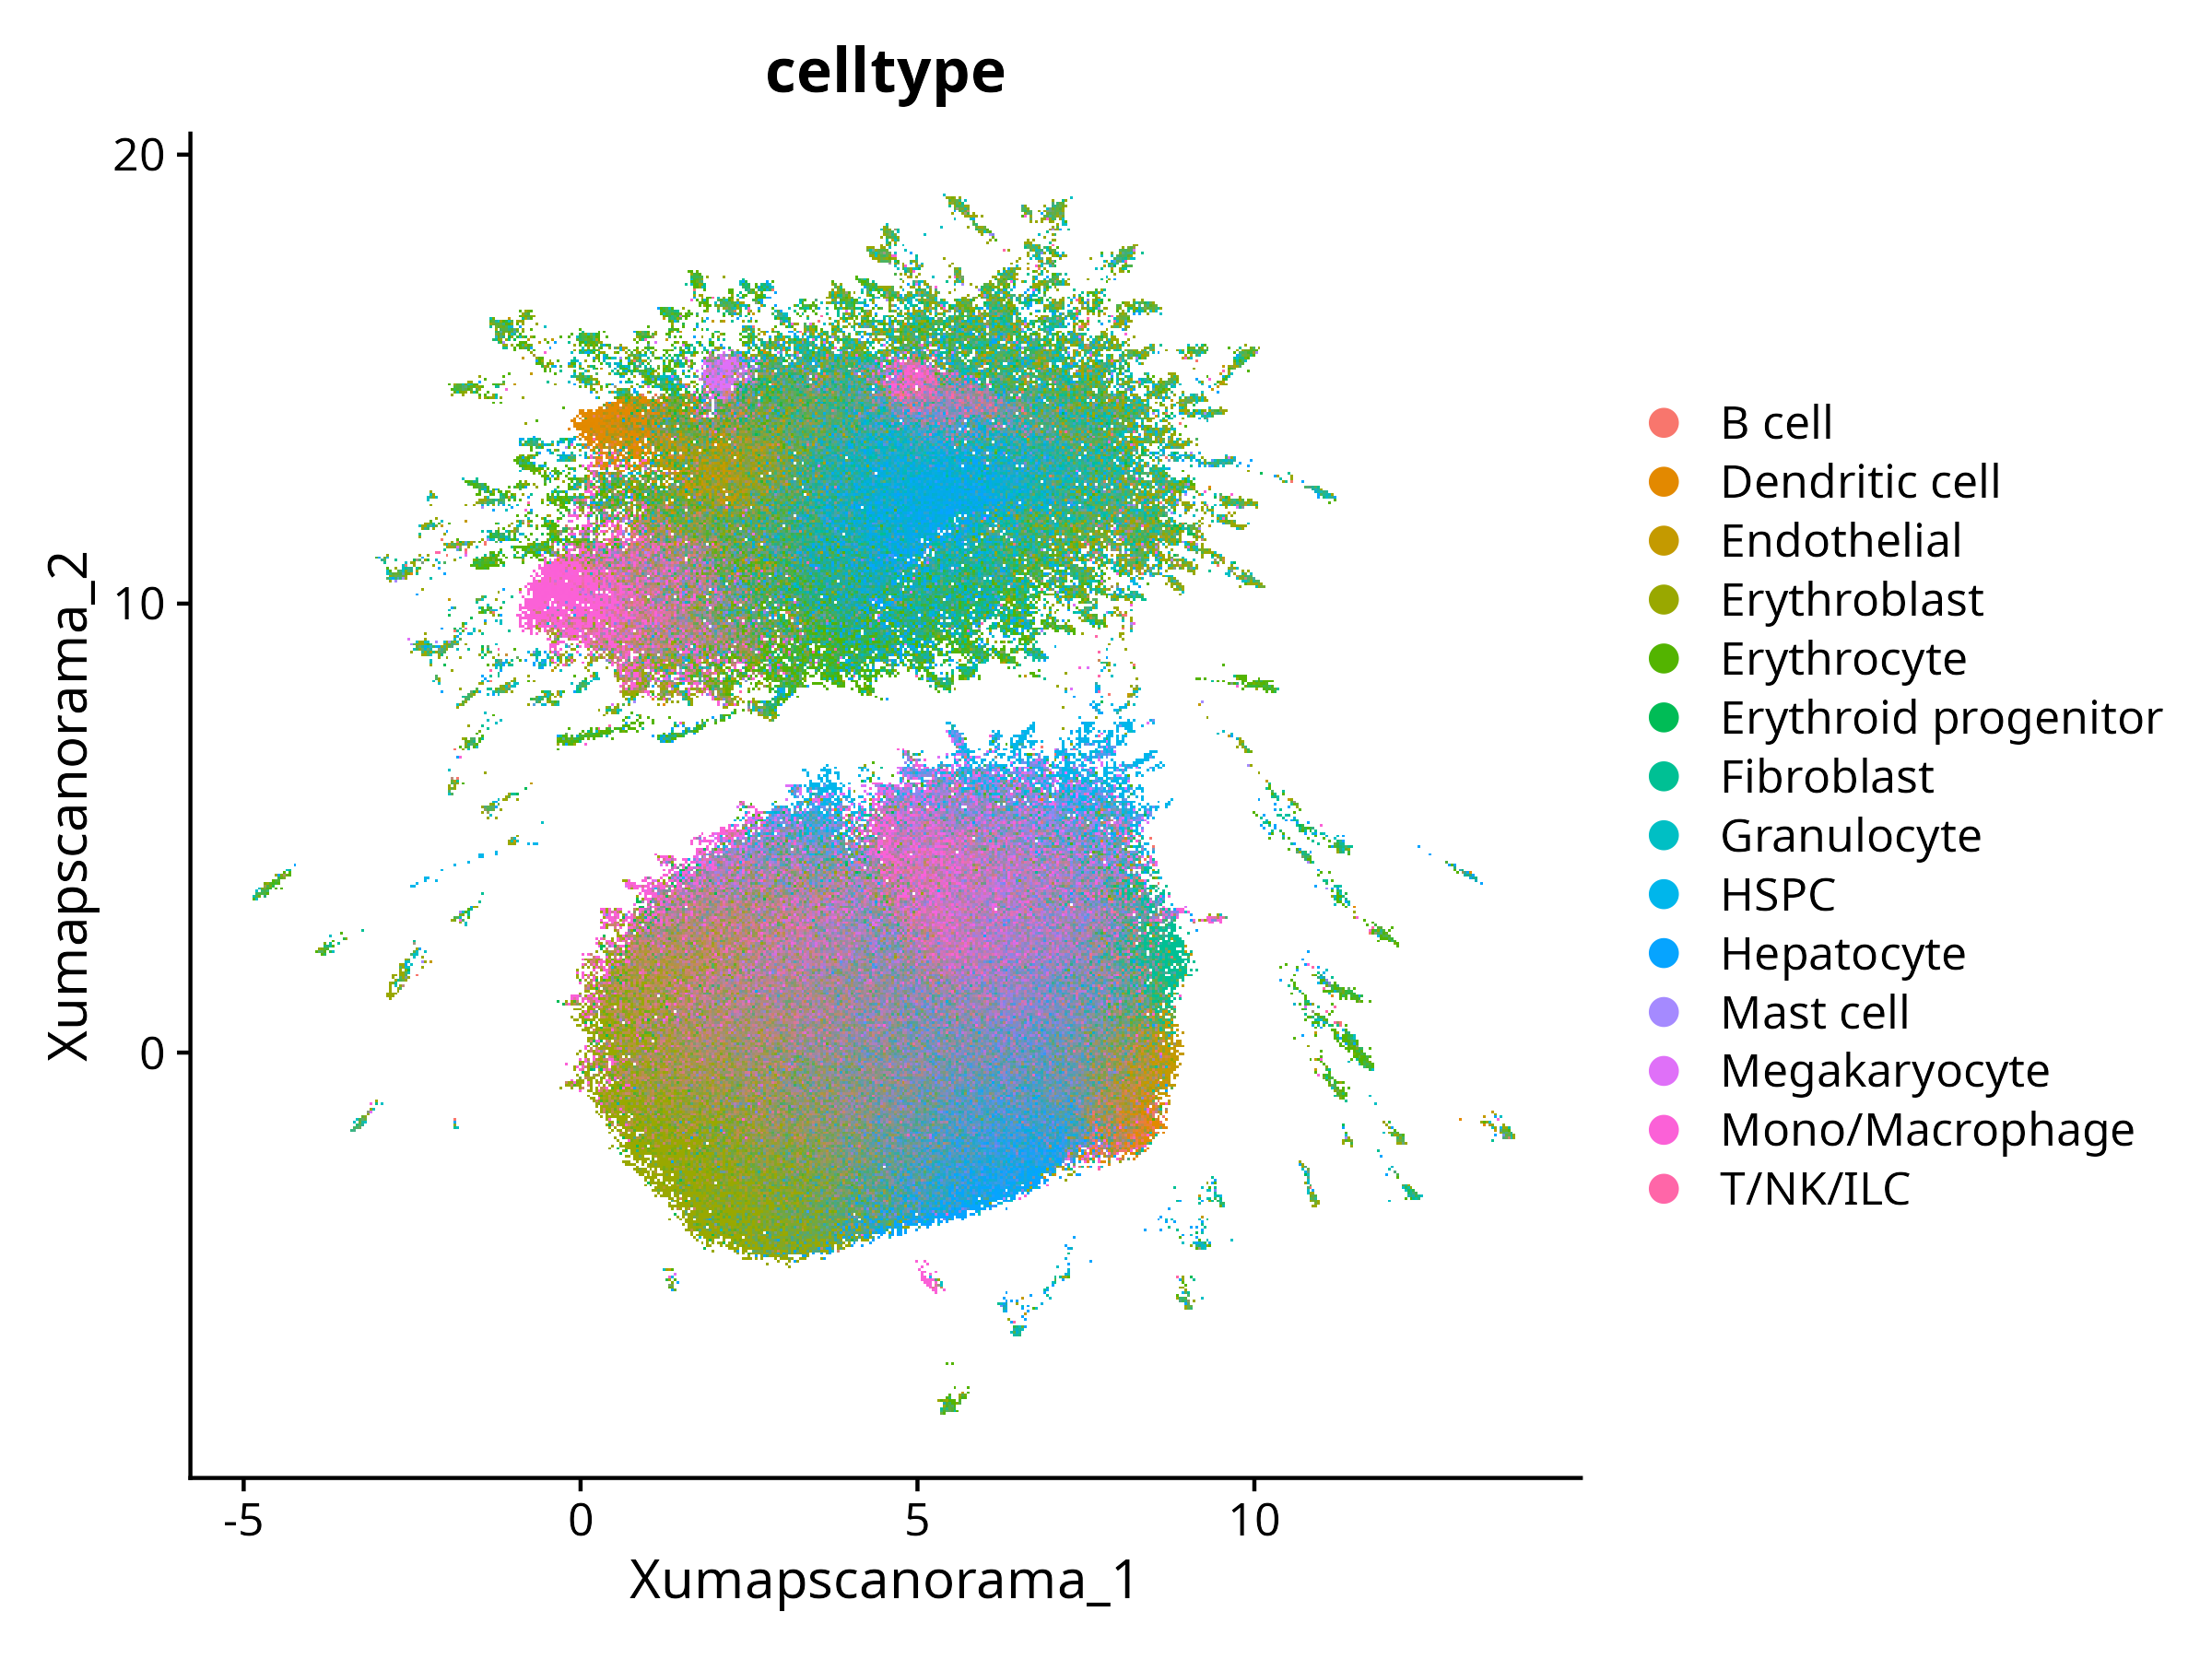 celltype
20
10
0
-5
0
5
10
Xumapscanorama_1
Xumapscanorama_2
B cell
Dendritic cell
Endothelial
Erythroblast
Erythrocyte
Erythroid progenitor
Fibroblast
Granulocyte
HSPC
Hepatocyte
Mast cell
Megakaryocyte
Mono/Macrophage
T/NK/ILC